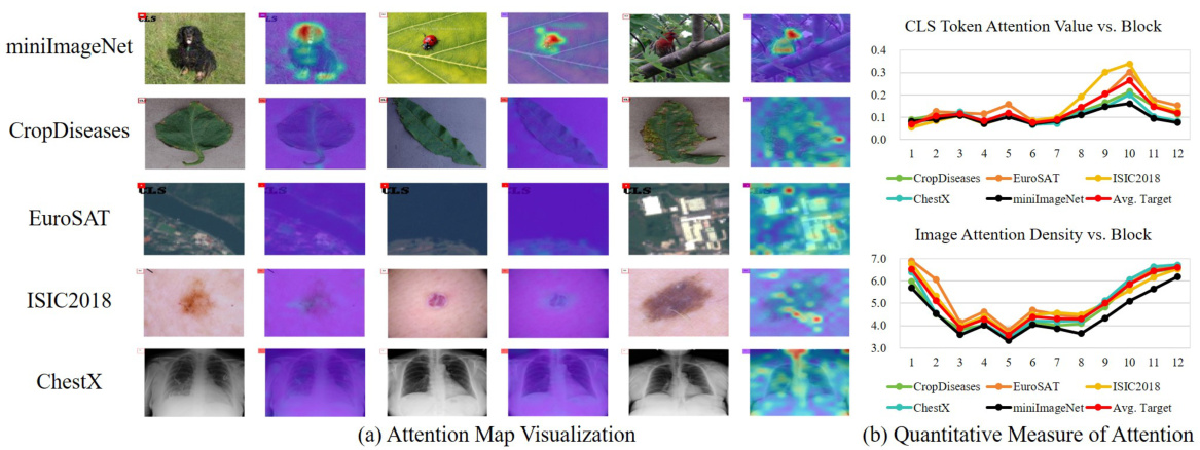 miniImageNet
CropDiseases
EuroSAT
CLS
CLS
CLS
ISIC2018
ChestX
(a) Attention Map Visualization
CLS Token Attention Value vs. Block
0.4
0.3
0.2
0.1
0.0
1 2 3 4 5 6 7 8 9 10 11 12
CropDiseases EuroSAT ISIC2018
ChestX miniImageNet Avg. Target
Image Attention Density vs. Block
7.0
6.0
5.0
4.0
3.0
1 2 3 4 5 6 7 8 9 10 11 12
CropDiseases EuroSAT ISIC2018
ChestX miniImageNet Avg. Target
(b) Quantitative Measure of Attention